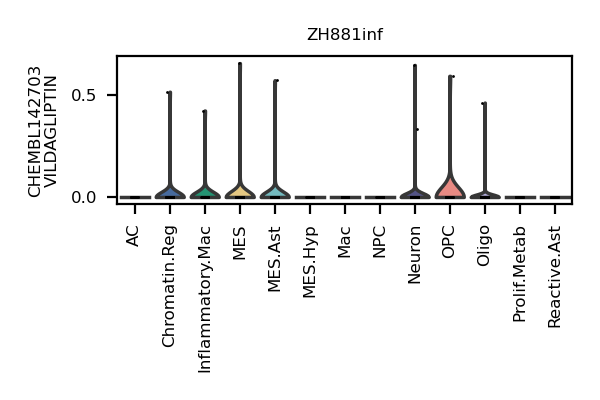 ZH881inf
CHEMBL142703
VILDAGLIPTIN
0.5
0.0
AC
Chromatin.Reg
Inflammatory.Mac
MES
MES.Ast
MES.Hyp
Mac
NPC
Neuron
OPC
Oligo
Prolif.Metab
Reactive.Ast